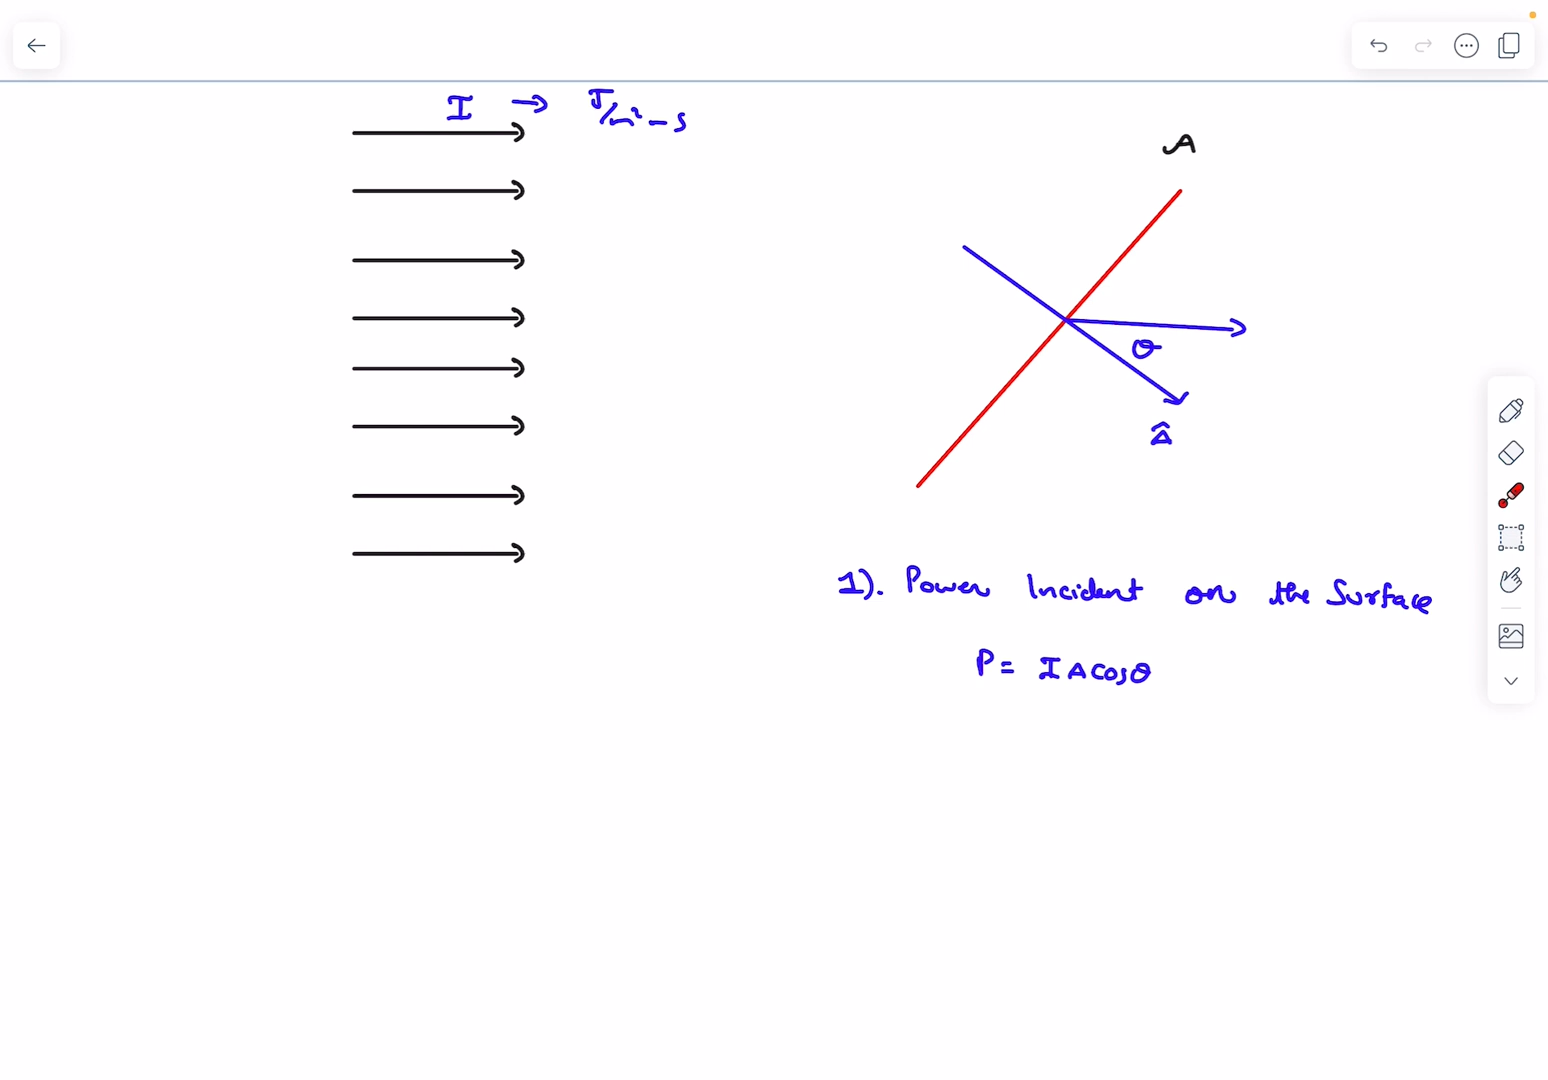 I → J/m²-s
A
θ
Â
1). Power Incident on the Surface
P = IAcosθ